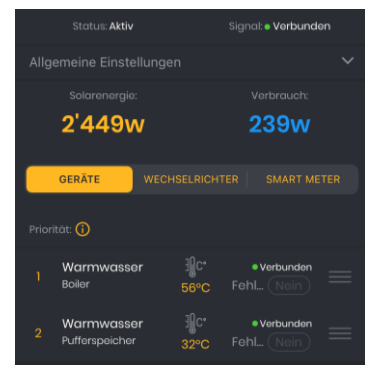 Status: Aktiv Signal: Verbunden
Allgemeine Einstellungen
Solarenergie: Verbrauch:
2'449w 239w
GERÄTE WECHSELRICHTER SMART METER
Priorität: i
1 Warmwasser C° Verbunden
Boiler 56°C Fehl... Nein
2 Warmwasser C° Verbunden
Pufferspeicher 32°C Fehl... Nein